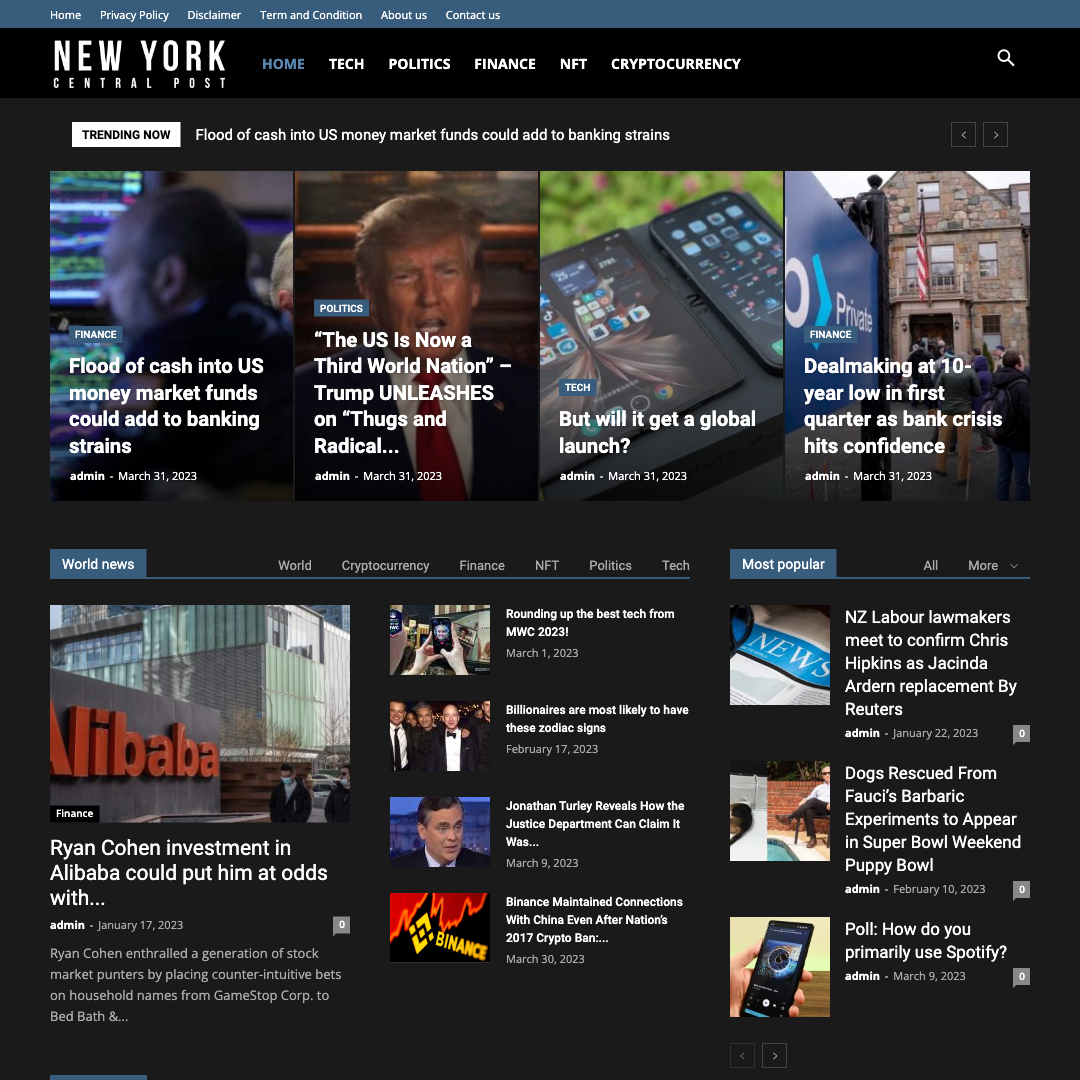 Home Privacy Policy Disclaimer Term and Condition About us Contact us
NEW YORK
CENTRAL POST
HOME TECH POLITICS FINANCE NFT CRYPTOCURRENCY
TRENDING NOW Flood of cash into US money market funds could add to banking strains
FINANCE
Flood of cash into US
money market funds
could add to banking
strains
admin - March 31, 2023
POLITICS
“The US Is Now a
Third World Nation” –
Trump UNLEASHES
on “Thugs and
Radical...
admin - March 31, 2023
TECH
But will it get a global
launch?
admin - March 31, 2023
Private
FINANCE
Dealmaking at 10-
year low in first
quarter as bank crisis
hits confidence
admin - March 31, 2023
World news World Cryptocurrency Finance NFT Politics Tech
Alibaba
Finance
Ryan Cohen investment in
Alibaba could put him at odds
with...
admin - January 17, 2023 0
Ryan Cohen enthralled a generation of stock
market punters by placing counter-intuitive bets
on household names from GameStop Corp. to
Bed Bath &...
Rounding up the best tech from
MWC 2023!
March 1, 2023
Billionaires are most likely to have
these zodiac signs
February 17, 2023
Jonathan Turley Reveals How the
Justice Department Can Claim It
Was...
March 9, 2023
BINANCE
Binance Maintained Connections
With China Even After Nation’s
2017 Crypto Ban:...
March 30, 2023
Most popular All More
NEWS
NZ Labour lawmakers
meet to confirm Chris
Hipkins as Jacinda
Ardern replacement By
Reuters
admin - January 22, 2023 0
Dogs Rescued From
Fauci’s Barbaric
Experiments to Appear
in Super Bowl Weekend
Puppy Bowl
admin - February 10, 2023 0
Poll: How do you
primarily use Spotify?
admin - March 9, 2023 0